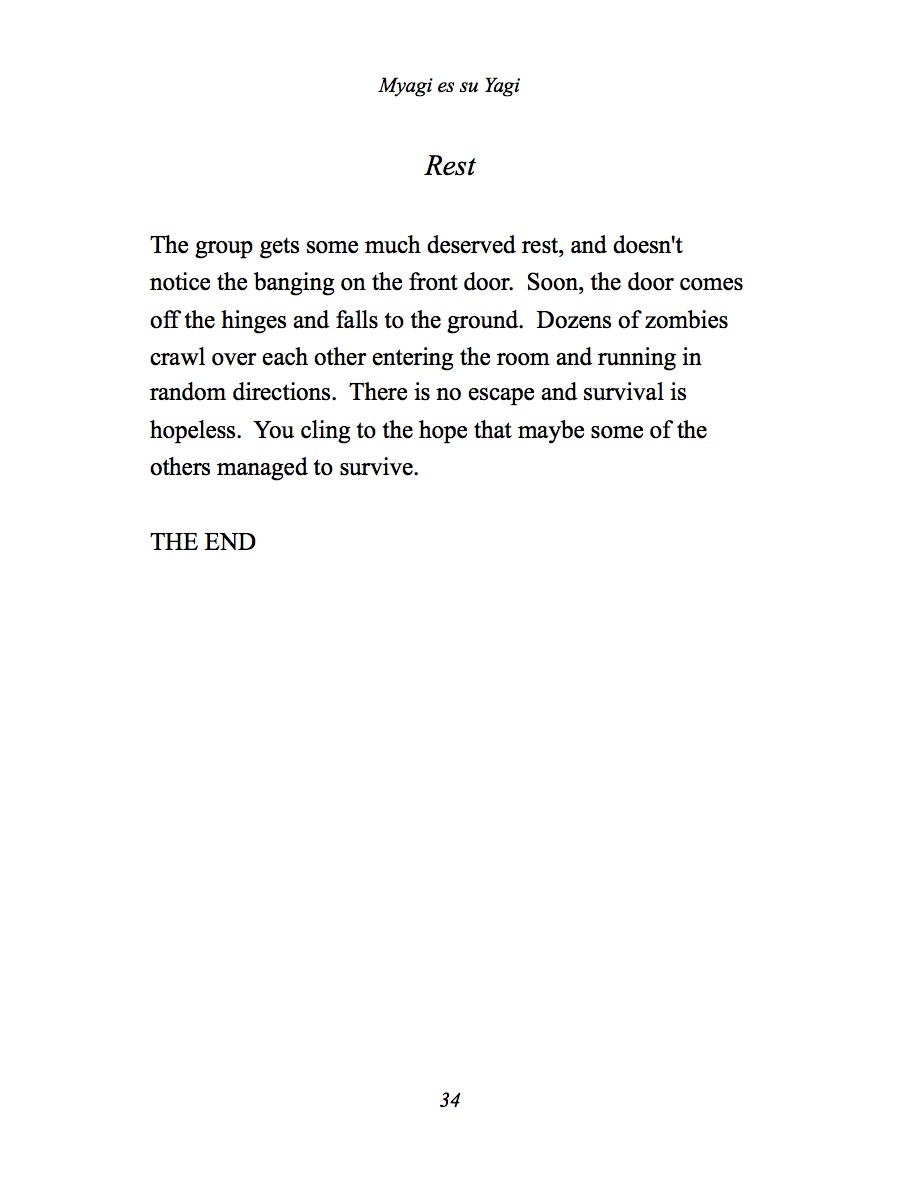 Myagi es su Yagi
Rest
The group gets some much deserved rest, and doesn't
notice the banging on the front door.  Soon, the door comes
off the hinges and falls to the ground.  Dozens of zombies
crawl over each other entering the room and running in
random directions.  There is no escape and survival is
hopeless.  You cling to the hope that maybe some of the
others managed to survive.
THE END
34